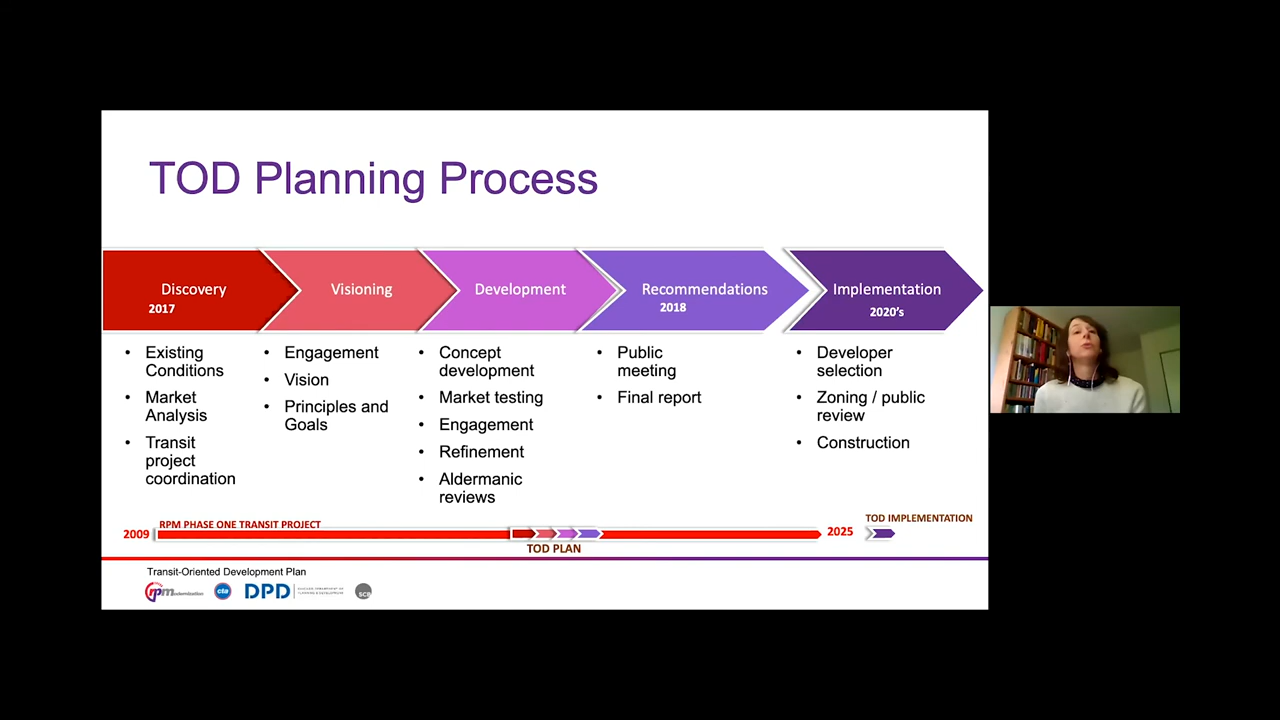 TOD Planning Process
Discovery
2017
Visioning
Development
Recommendations
2018
Implementation
2020's
• Existing
Conditions
• Market
Analysis
• Transit
project
coordination
• Engagement
• Vision
• Principles and
Goals
• Concept
development
• Market testing
• Engagement
• Refinement
• Aldermanic
reviews
• Public
meeting
• Final report
• Developer
selection
• Zoning / public
review
• Construction
2009
RPM PHASE ONE TRANSIT PROJECT
TOD PLAN
2025
TOD IMPLEMENTATION
Transit-Oriented Development Plan
rpm
cta
DPD
SCB